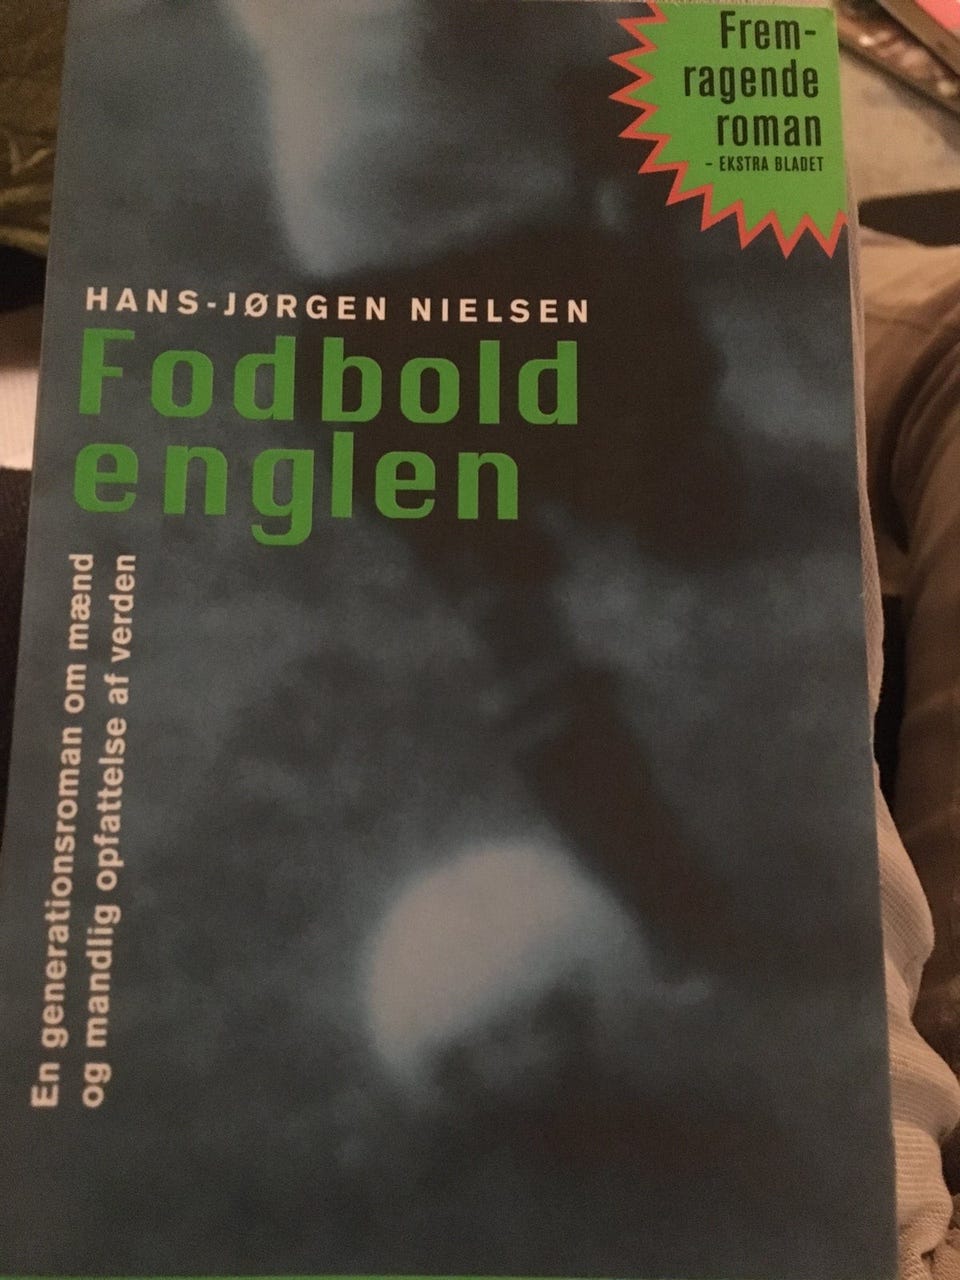 Frem-
ragende
roman
- EKSTRA BLADET
HANS-JØRGEN NIELSEN
Fodbold
englen
En generationsroman om mænd
og mandlig opfattelse af verden